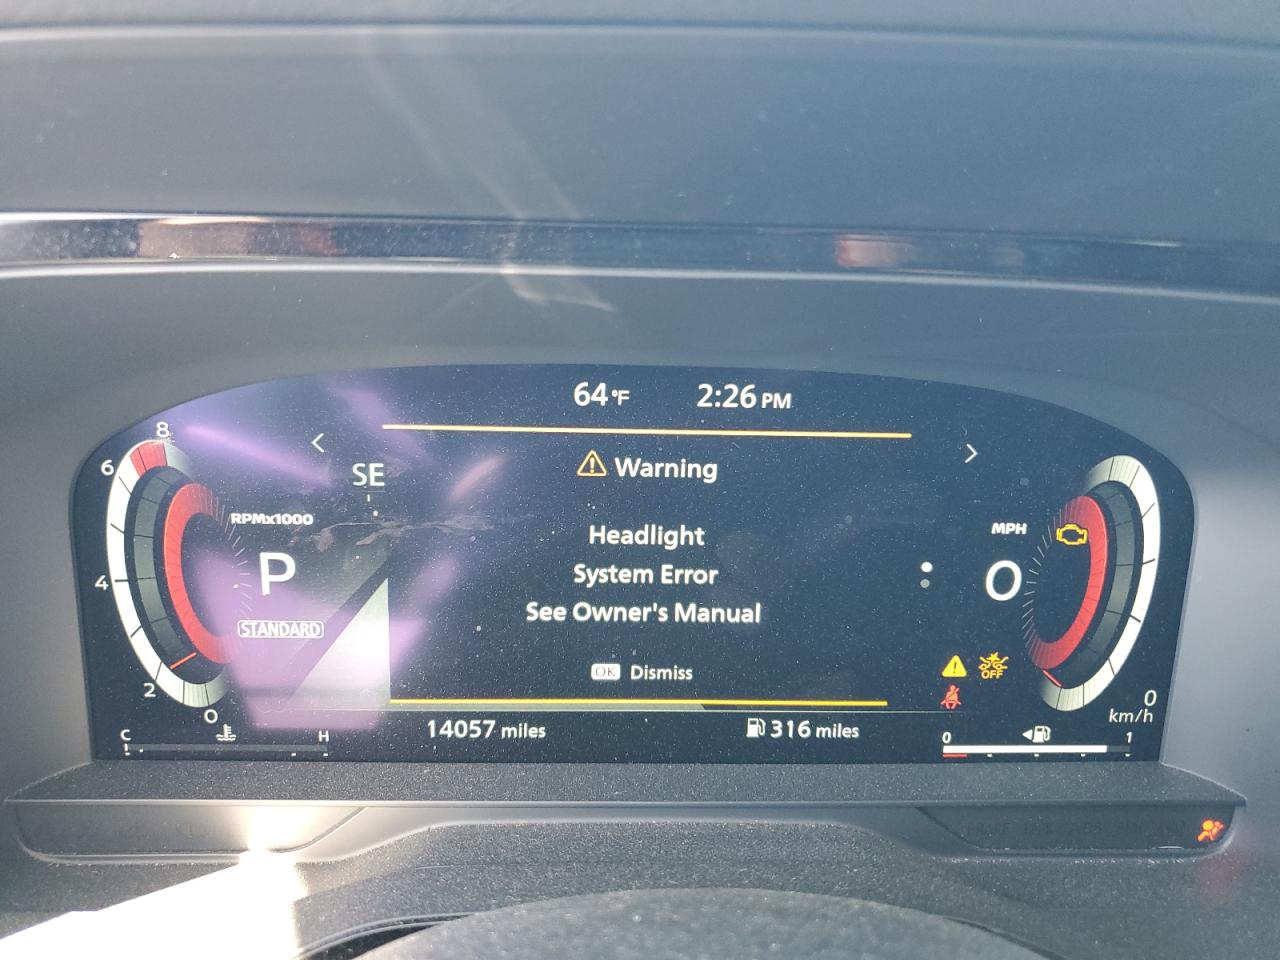 64°F 2:26 PM
8
6
SE
Warning
RPMx1000
Headlight
MPH
P
System Error
0
4
See Owner's Manual
STANDARD
OK Dismiss
OFF
2
0
0
km/h
C H
14057 miles
316 miles
0 1